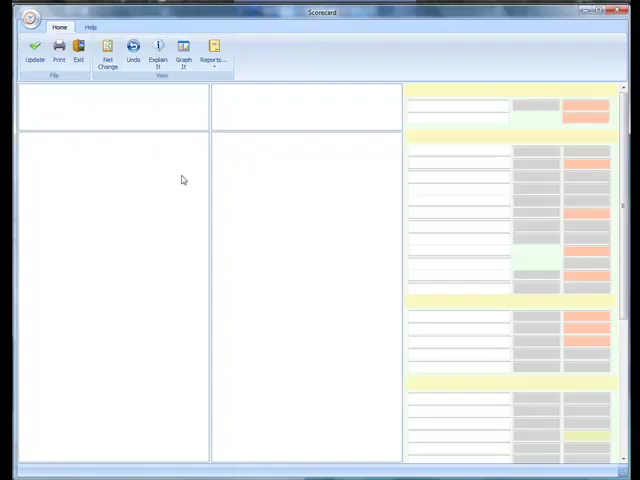 Scorecard
Home Help
Update Print Exit Net Change Undo Explain It Graph It Reports...
File View